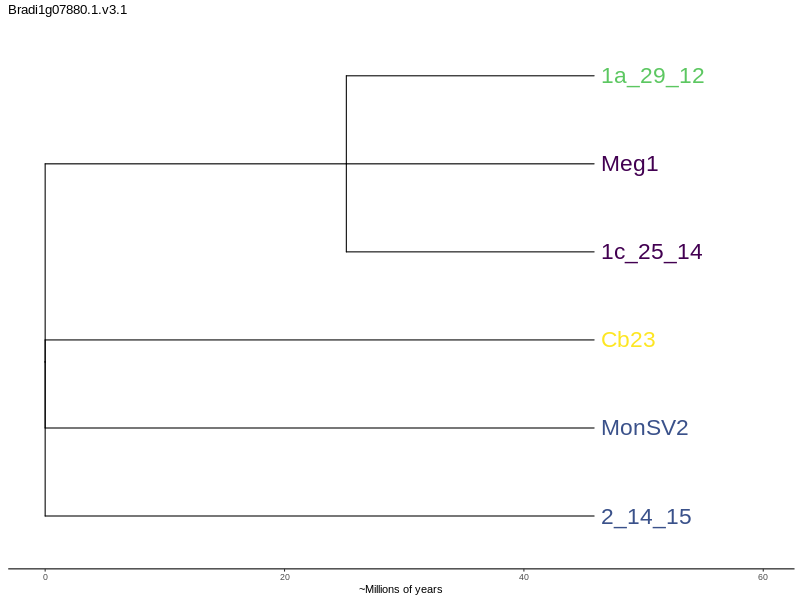 Bradi1g07880.1.v3.1
1a_29_12
Meg1
1c_25_14
Cb23
MonSV2
2_14_15
0 20 40 60
~Millions of years